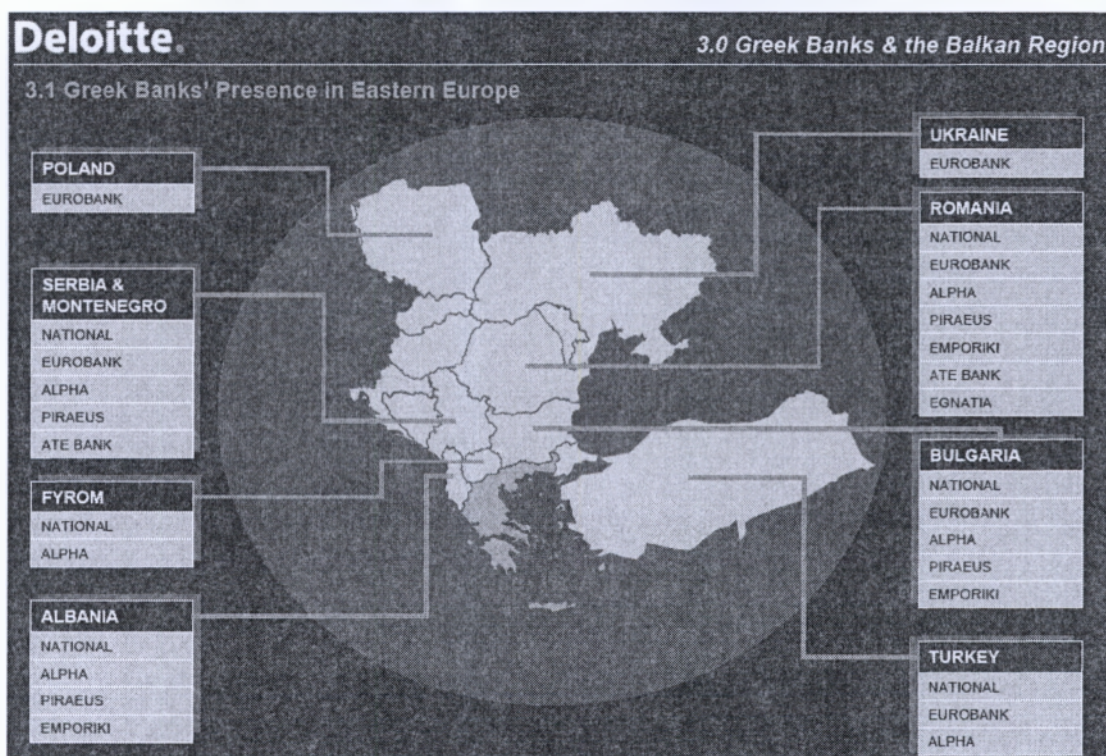 Deloitte.
3.0 Greek Banks & the Balkan Region
3.1 Greek Banks' Presence in Eastern Europe
POLAND
EUROBANK
SERBIA &
MONTENEGRO
NATIONAL
EUROBANK
ALPHA
PIRAEUS
ATE BANK
FYROM
NATIONAL
ALPHA
ALBANIA
NATIONAL
ALPHA
PIRAEUS
EMPORIKI
UKRAINE
EUROBANK
ROMANIA
NATIONAL
EUROBANK
ALPHA
PIRAEUS
EMPORIKI
ATE BANK
EGNATIA
BULGARIA
NATIONAL
EUROBANK
ALPHA
PIRAEUS
EMPORIKI
TURKEY
NATIONAL
EUROBANK
ALPHA